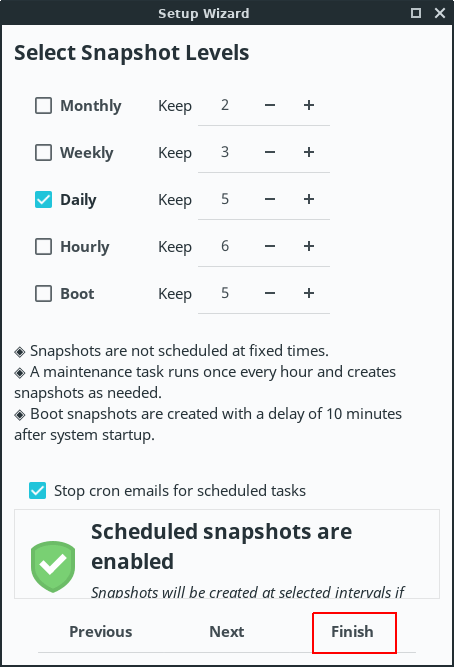 Setup Wizard
Select Snapshot Levels
Monthly Keep 2 − +
Weekly Keep 3 − +
Daily Keep 5 − +
Hourly Keep 6 − +
Boot Keep 5 − +
◈ Snapshots are not scheduled at fixed times.
◈ A maintenance task runs once every hour and creates
snapshots as needed.
◈ Boot snapshots are created with a delay of 10 minutes
after system startup.
Stop cron emails for scheduled tasks
Scheduled snapshots are
enabled
Snapshots will be created at selected intervals if
Previous Next Finish